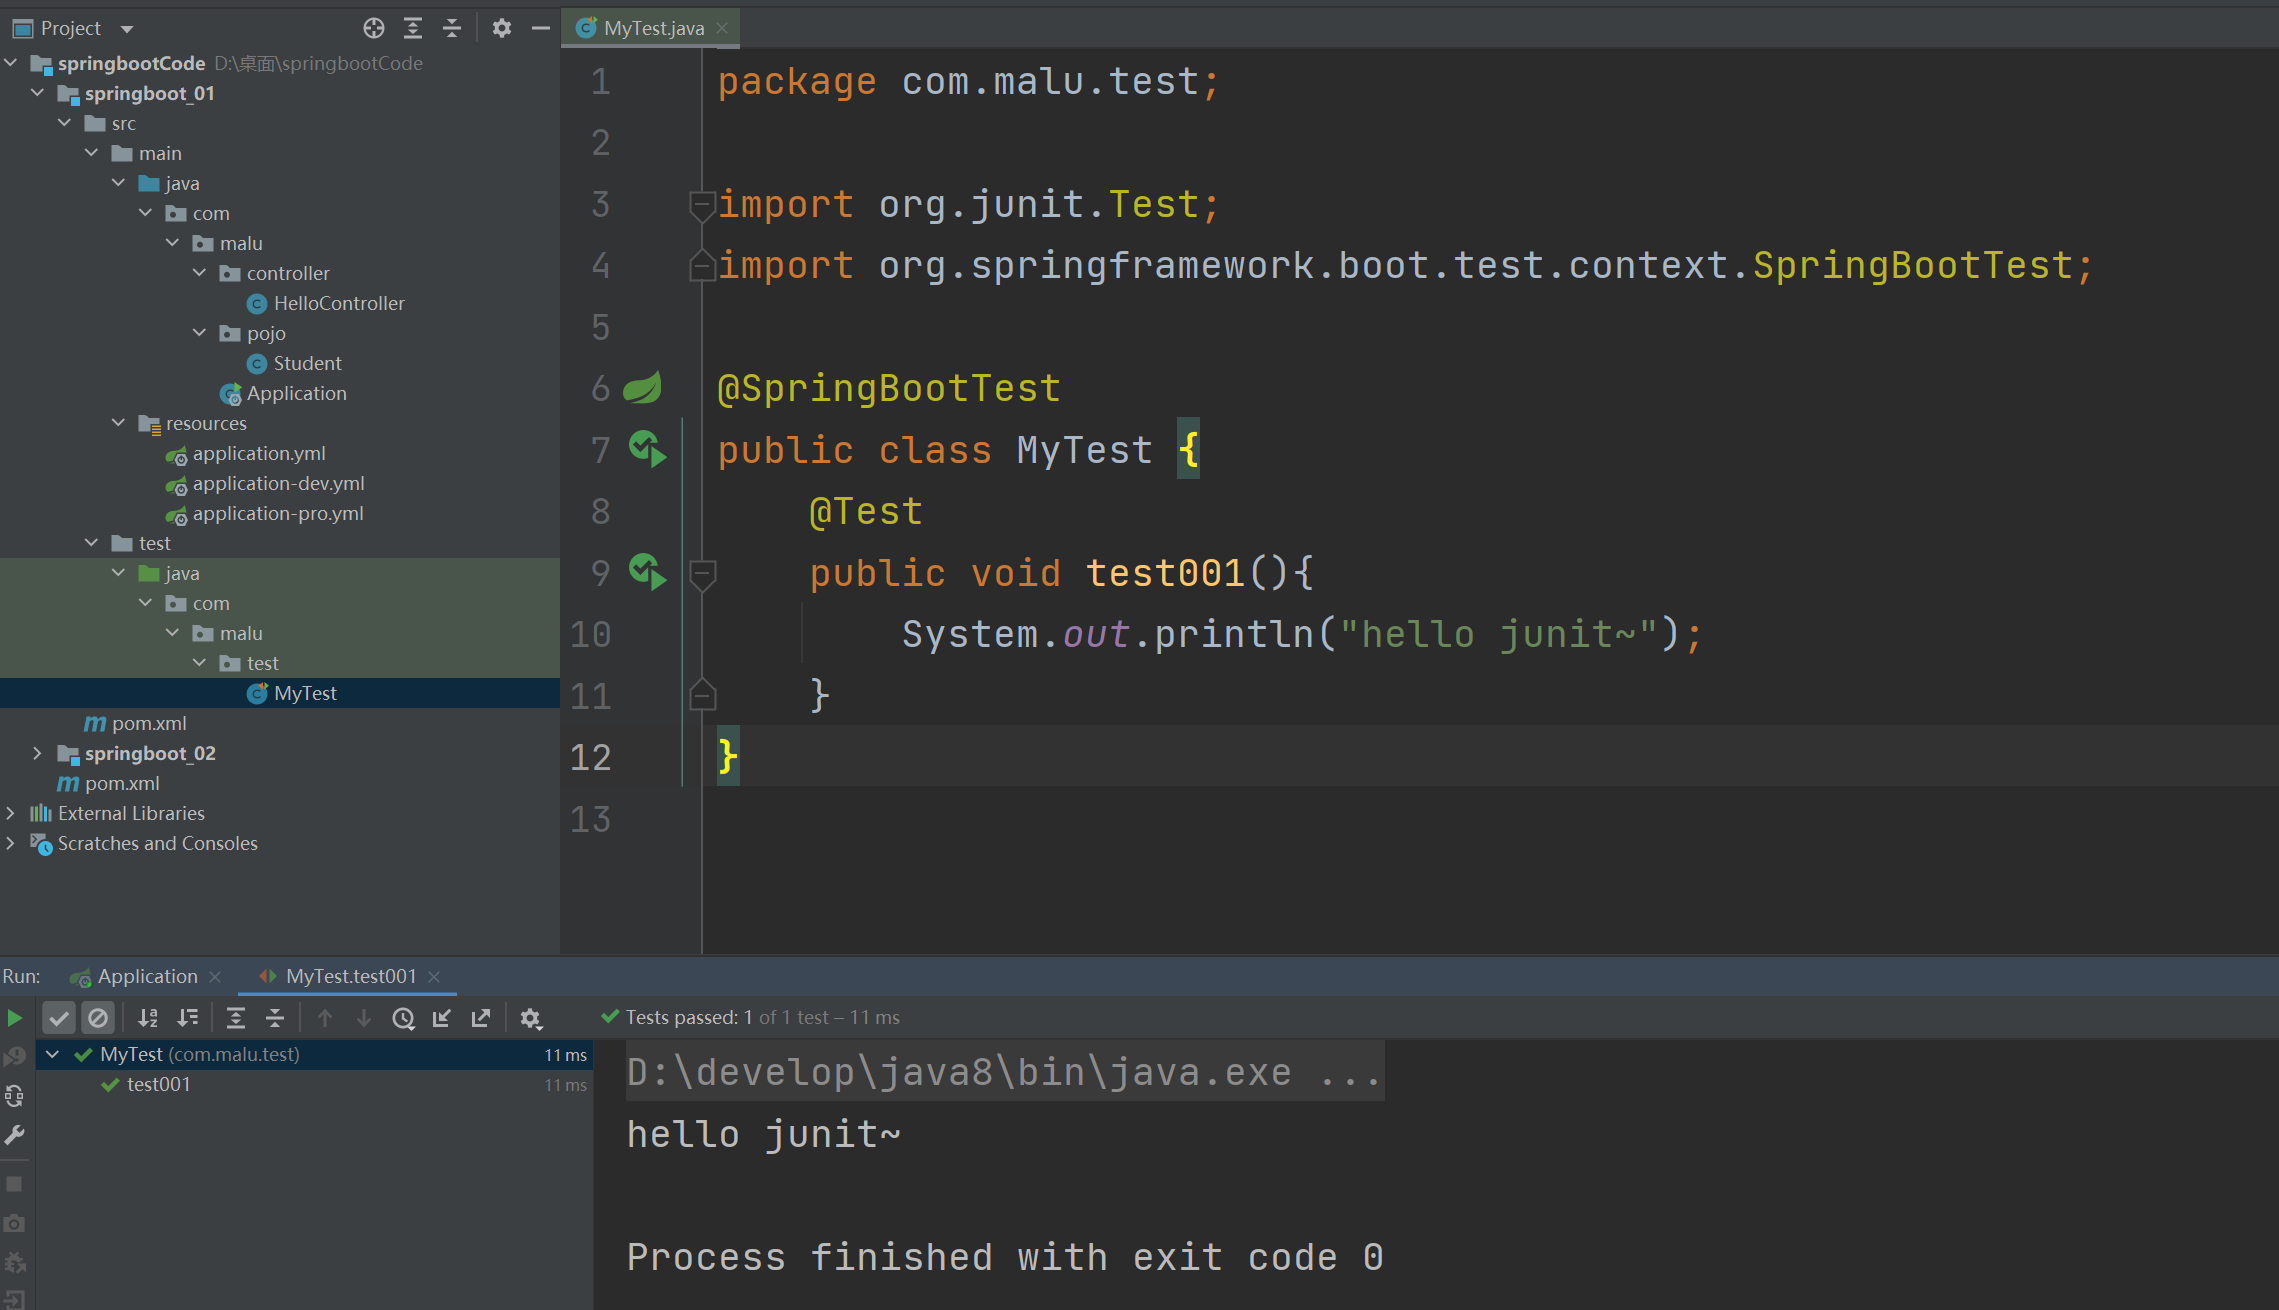 Project
springbootCode D:\桌面\springbootCode
springboot_01
src
main
java
com
malu
controller
HelloController
pojo
Student
Application
resources
application.yml
application-dev.yml
application-pro.yml
test
java
com
malu
test
MyTest
pom.xml
springboot_02
pom.xml
External Libraries
Scratches and Consoles
MyTest.java
1 package com.malu.test;
2
3 import org.junit.Test;
4 import org.springframework.boot.test.context.SpringBootTest;
5
6 @SpringBootTest
7 public class MyTest {
8 @Test
9 public void test001(){
10 System.out.println("hello junit~");
11 }
12 }
13
Run: Application MyTest.test001
Tests passed: 1 of 1 test – 11 ms
MyTest (com.malu.test) 11 ms
test001 11 ms
D:\develop\java8\bin\java.exe ...
hello junit~
Process finished with exit code 0